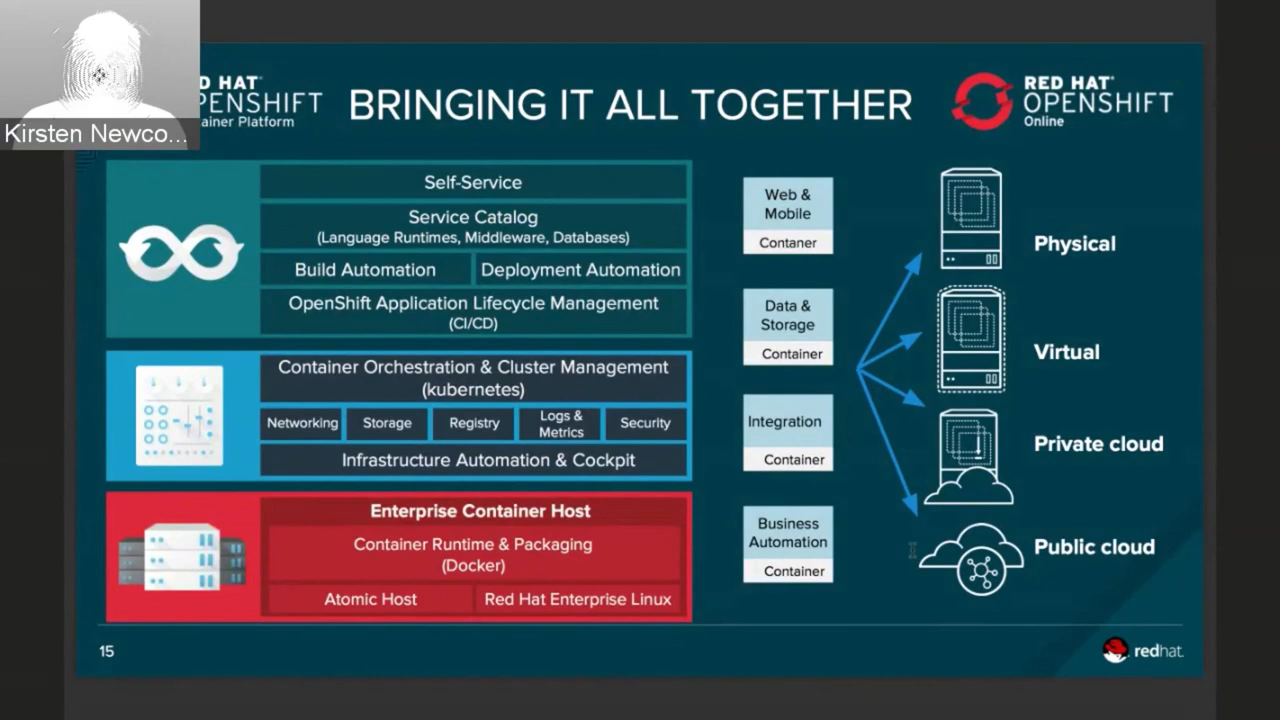 Kirsten Newco...
D HAT
PENSHIFT
ainer Platform
BRINGING IT ALL TOGETHER
RED HAT
OPENSHIFT
Online
Self-Service
Service Catalog
(Language Runtimes, Middleware, Databases)
Build Automation
Deployment Automation
OpenShift Application Lifecycle Management
(CI/CD)
Container Orchestration & Cluster Management
(kubernetes)
Networking
Storage
Registry
Logs &
Metrics
Security
Infrastructure Automation & Cockpit
Enterprise Container Host
Container Runtime & Packaging
(Docker)
Atomic Host
Red Hat Enterprise Linux
Web &
Mobile
Contaner
Data &
Storage
Container
Integration
Container
Business
Automation
Container
Physical
Virtual
Private cloud
Public cloud
15
redhat.